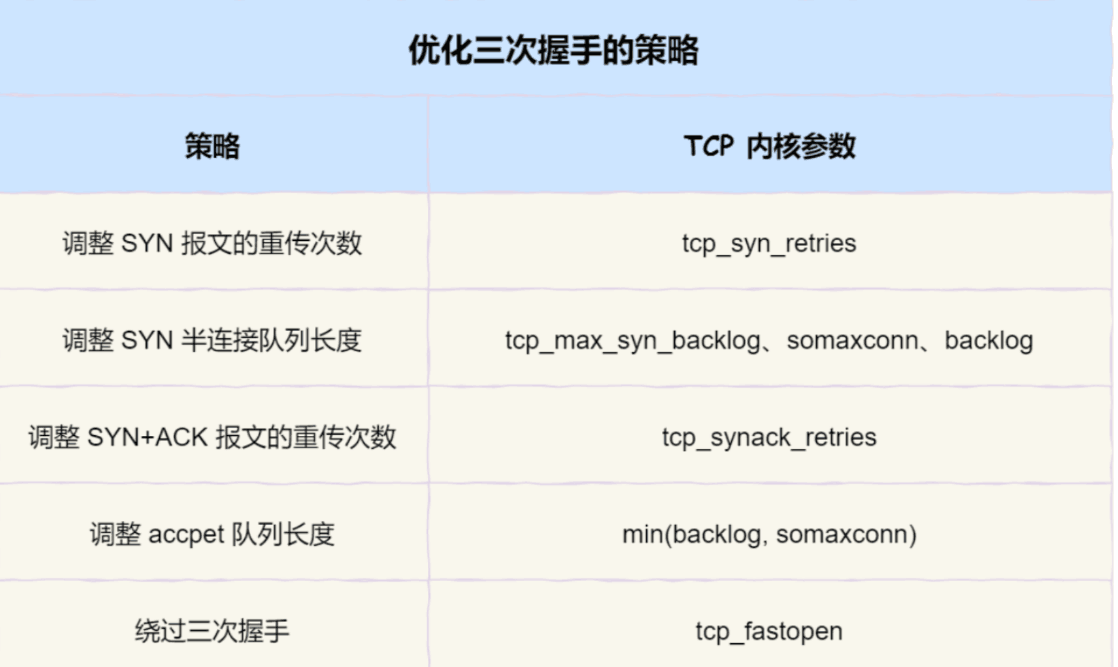 优化三次握手的策略
策略 TCP 内核参数
调整 SYN 报文的重传次数 tcp_syn_retries
调整 SYN 半连接队列长度 tcp_max_syn_backlog、somaxconn、backlog
调整 SYN+ACK 报文的重传次数 tcp_synack_retries
调整 accpet 队列长度 min(backlog, somaxconn)
绕过三次握手 tcp_fastopen